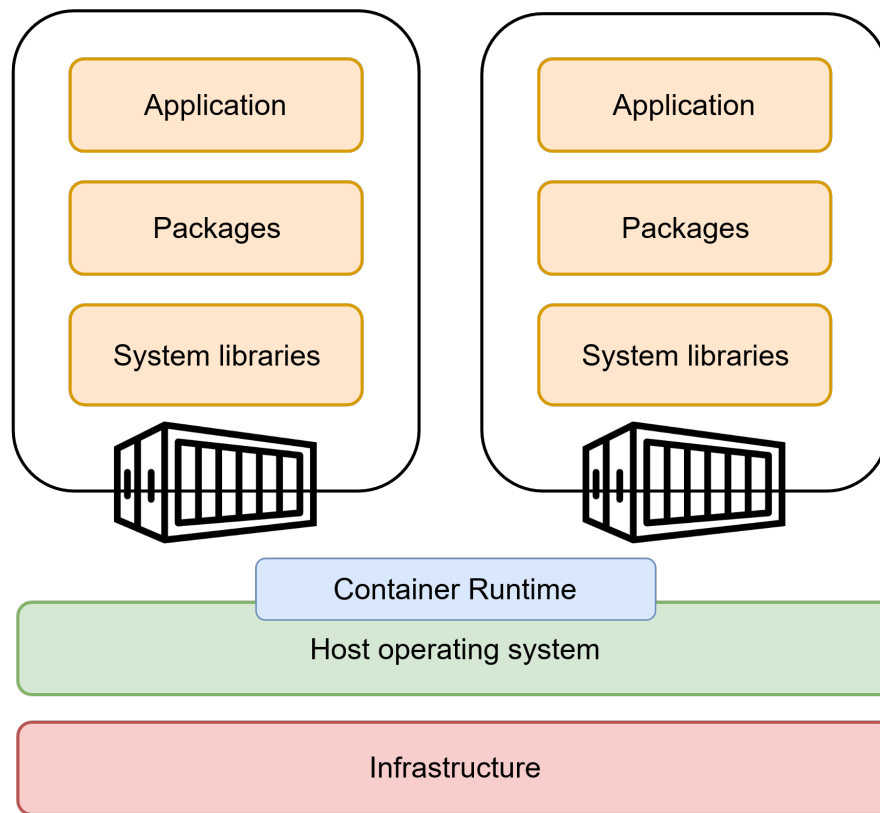 Application
Packages
System libraries
Application
Packages
System libraries
Container Runtime
Host operating system
Infrastructure